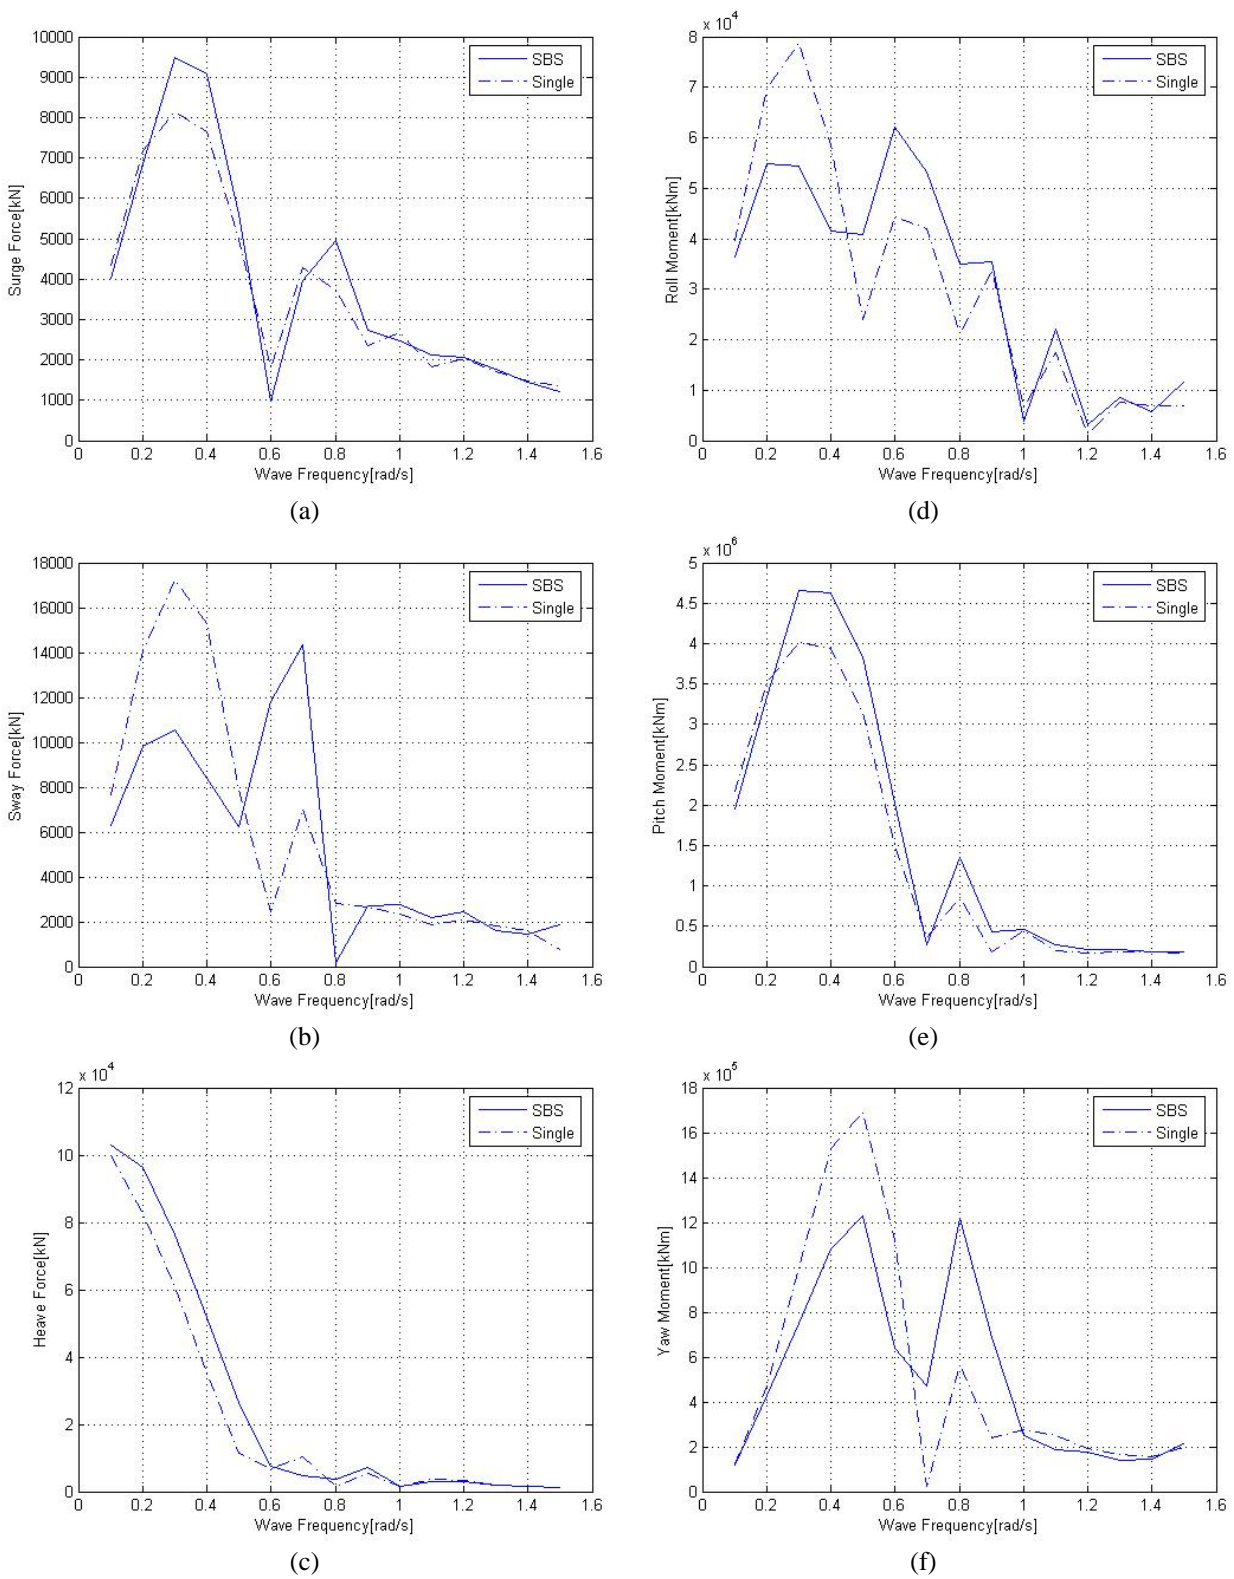 10000
9000
8000
7000
6000
5000
4000
3000
2000
1000
0
Surge Force[kN]
SBS
Single
0 0.2 0.4 0.6 0.8 1 1.2 1.4 1.6
Wave Frequency[rad/s]
(a)
x 10^4
8
7
6
5
4
3
2
1
0
Roll Moment[kNm]
SBS
Single
0 0.2 0.4 0.6 0.8 1 1.2 1.4 1.6
Wave Frequency[rad/s]
(d)
18000
16000
14000
12000
10000
8000
6000
4000
2000
0
Sway Force[kN]
SBS
Single
0 0.2 0.4 0.6 0.8 1 1.2 1.4 1.6
Wave Frequency[rad/s]
(b)
x 10^6
5
4.5
4
3.5
3
2.5
2
1.5
1
0.5
0
Pitch Moment[kNm]
SBS
Single
0 0.2 0.4 0.6 0.8 1 1.2 1.4 1.6
Wave Frequency[rad/s]
(e)
x 10^4
12
10
8
6
4
2
0
Heave Force[kN]
SBS
Single
0 0.2 0.4 0.6 0.8 1 1.2 1.4 1.6
Wave Frequency[rad/s]
(c)
x 10^5
18
16
14
12
10
8
6
4
2
0
Yaw Moment[kNm]
SBS
Single
0 0.2 0.4 0.6 0.8 1 1.2 1.4 1.6
Wave Frequency[rad/s]
(f)